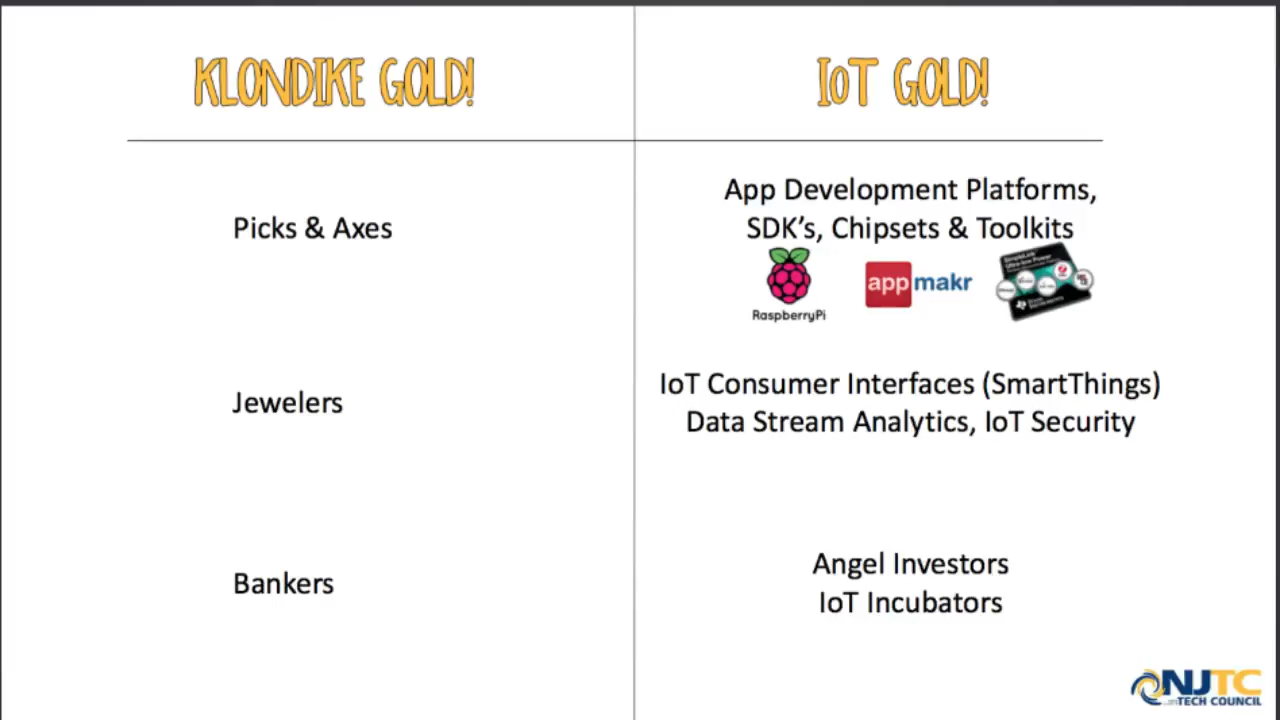 KLONDIKE GOLD!
IoT GOLD!
Picks & Axes
App Development Platforms,
SDK's, Chipsets & Toolkits
RaspberryPi
appmakr
Jewelers
IoT Consumer Interfaces (SmartThings)
Data Stream Analytics, IoT Security
Bankers
Angel Investors
IoT Incubators
NJTC
TECH COUNCIL